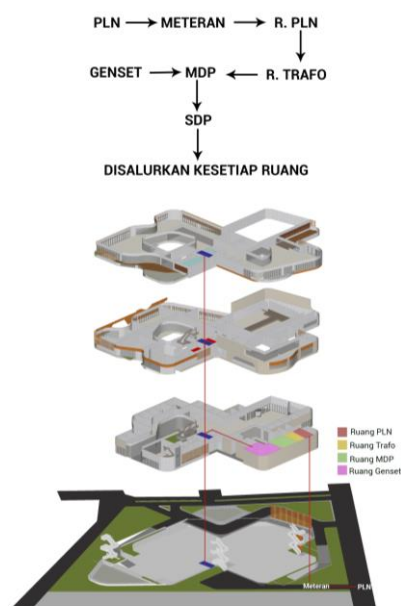 PLN METERAN R. PLN
GENSET MDP R. TRAFO
SDP
DISALURKAN KESETIAP RUANG
Ruang PLN
Ruang Trafo
Ruang MDP
Ruang Genset
Meteran PLN